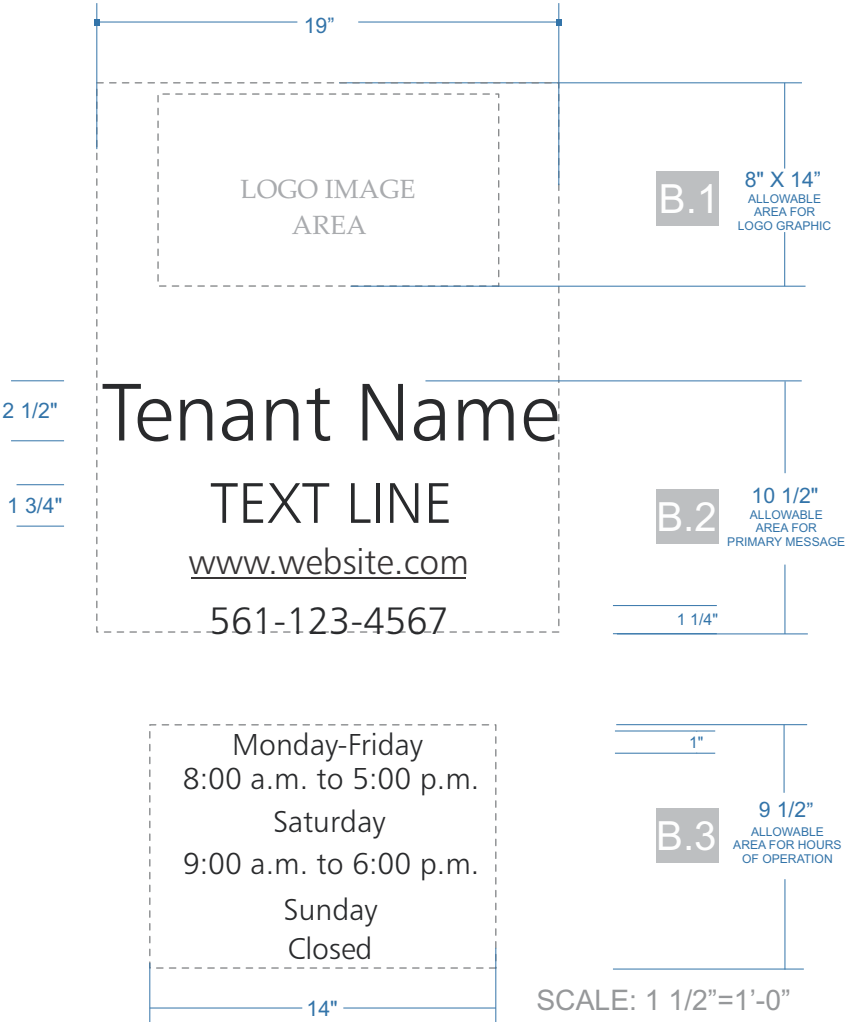 19”
LOGO IMAGE
AREA
B.1
8" X 14”
ALLOWABLE
AREA FOR
LOGO GRAPHIC
2 1/2"
Tenant Name
1 3/4"
TEXT LINE
www.website.com
561-123-4567
B.2
10 1/2"
ALLOWABLE
AREA FOR
PRIMARY MESSAGE
1 1/4"
Monday-Friday
8:00 a.m. to 5:00 p.m.
Saturday
9:00 a.m. to 6:00 p.m.
Sunday
Closed
1"
B.3
9 1/2”
ALLOWABLE
AREA FOR HOURS
OF OPERATION
14"
SCALE: 1 1/2”=1’-0”